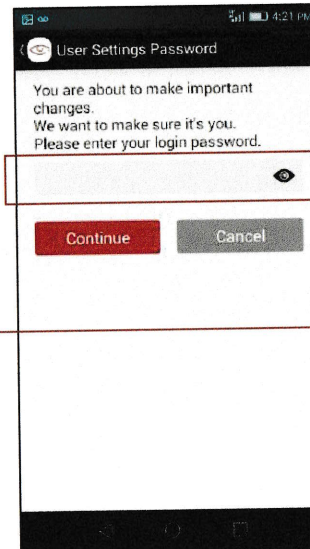 4:21 PM
User Settings Password
You are about to make important
changes.
We want to make sure it's you.
Please enter your login password.
Continue
Cancel